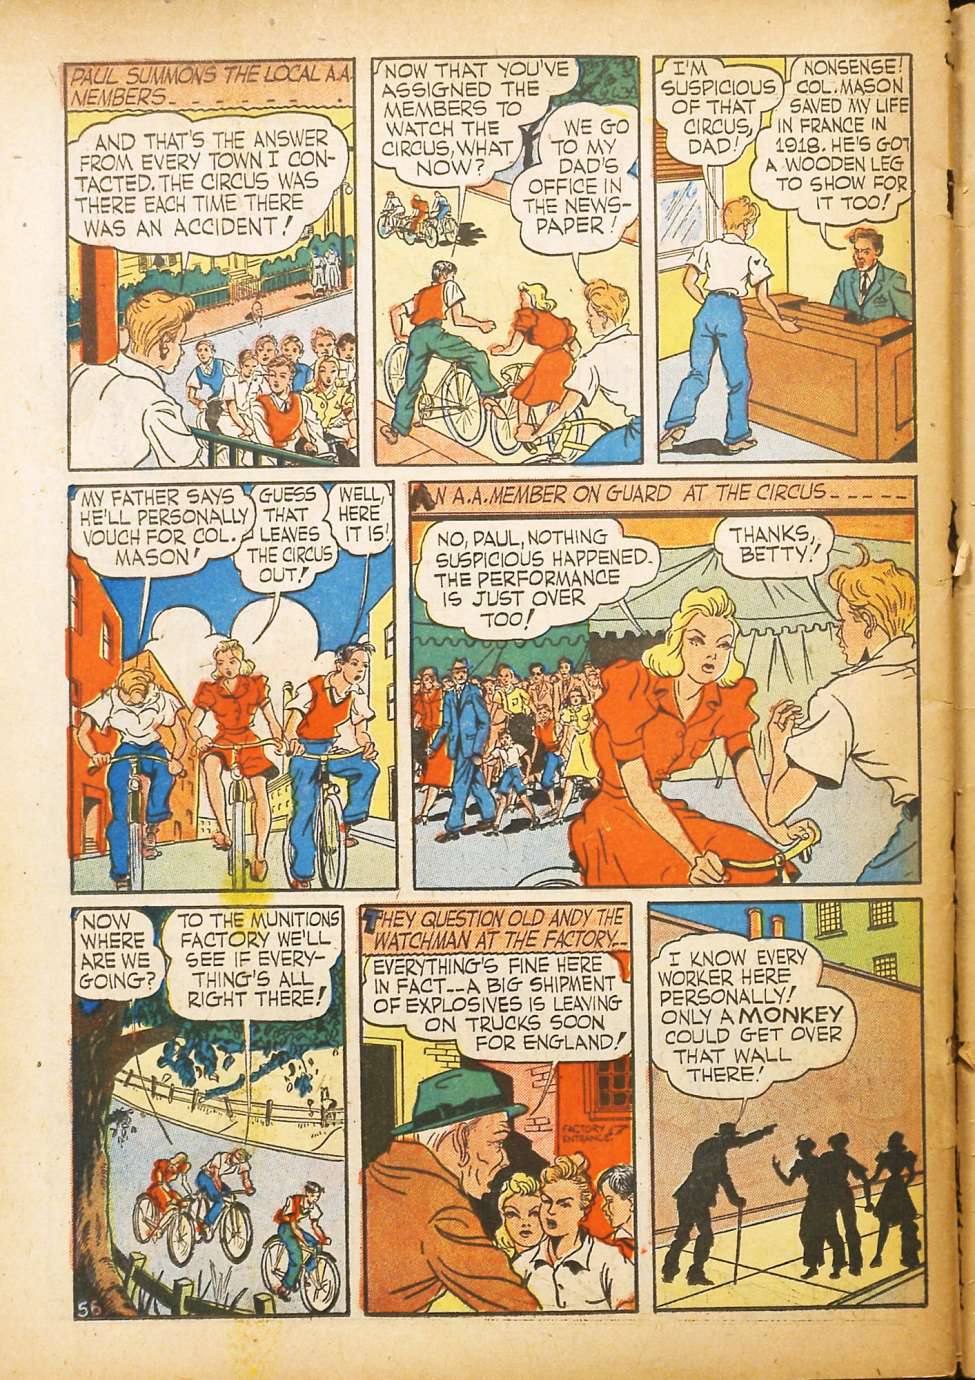 PAUL SUMMONS THE LOCAL A.A.
MEMBERS_ _ _ _ _ _ _ .
AND THAT'S THE ANSWER
FROM EVERY TOWN I CON-
TACTED. THE CIRCUS WAS
THERE EACH TIME THERE
WAS AN ACCIDENT!
NOW THAT YOU'VE
ASSIGNED THE
MEMBERS TO
WATCH THE
CIRCUS, WHAT
NOW?
WE GO
TO MY
DAD'S
OFFICE IN
THE NEWS-
PAPER!
I'M
SUSPICIOUS
OF THAT
CIRCUS,
DAD!
NONSENSE!
COL. MASON
SAVED MY LIFE
IN FRANCE IN
1918. HE'S GOT
A WOODEN LEG
TO SHOW FOR
IT TOO!
MY FATHER SAYS
HE'LL PERSONALLY
VOUCH FOR COL.
MASON!
GUESS
THAT
LEAVES
THE CIRCUS
OUT!
WELL,
HERE
IT IS!
AN A.A. MEMBER ON GUARD AT THE CIRCUS_ _ _ _ _
NO, PAUL, NOTHING
SUSPICIOUS HAPPENED.
THE PERFORMANCE
IS JUST OVER
TOO!
THANKS,
BETTY!
NOW
WHERE
ARE WE
GOING?
TO THE MUNITIONS
FACTORY WE'LL
SEE IF EVERY-
THING'S ALL
RIGHT THERE!
56
THEY QUESTION OLD ANDY THE
WATCHMAN AT THE FACTORY_ _
EVERYTHING'S FINE HERE
IN FACT--A BIG SHIPMENT
OF EXPLOSIVES IS LEAVING
ON TRUCKS SOON
FOR ENGLAND!
FACTORY
ENTRANCE
I KNOW EVERY
WORKER HERE
PERSONALLY!
ONLY A MONKEY
COULD GET OVER
THAT WALL
THERE!